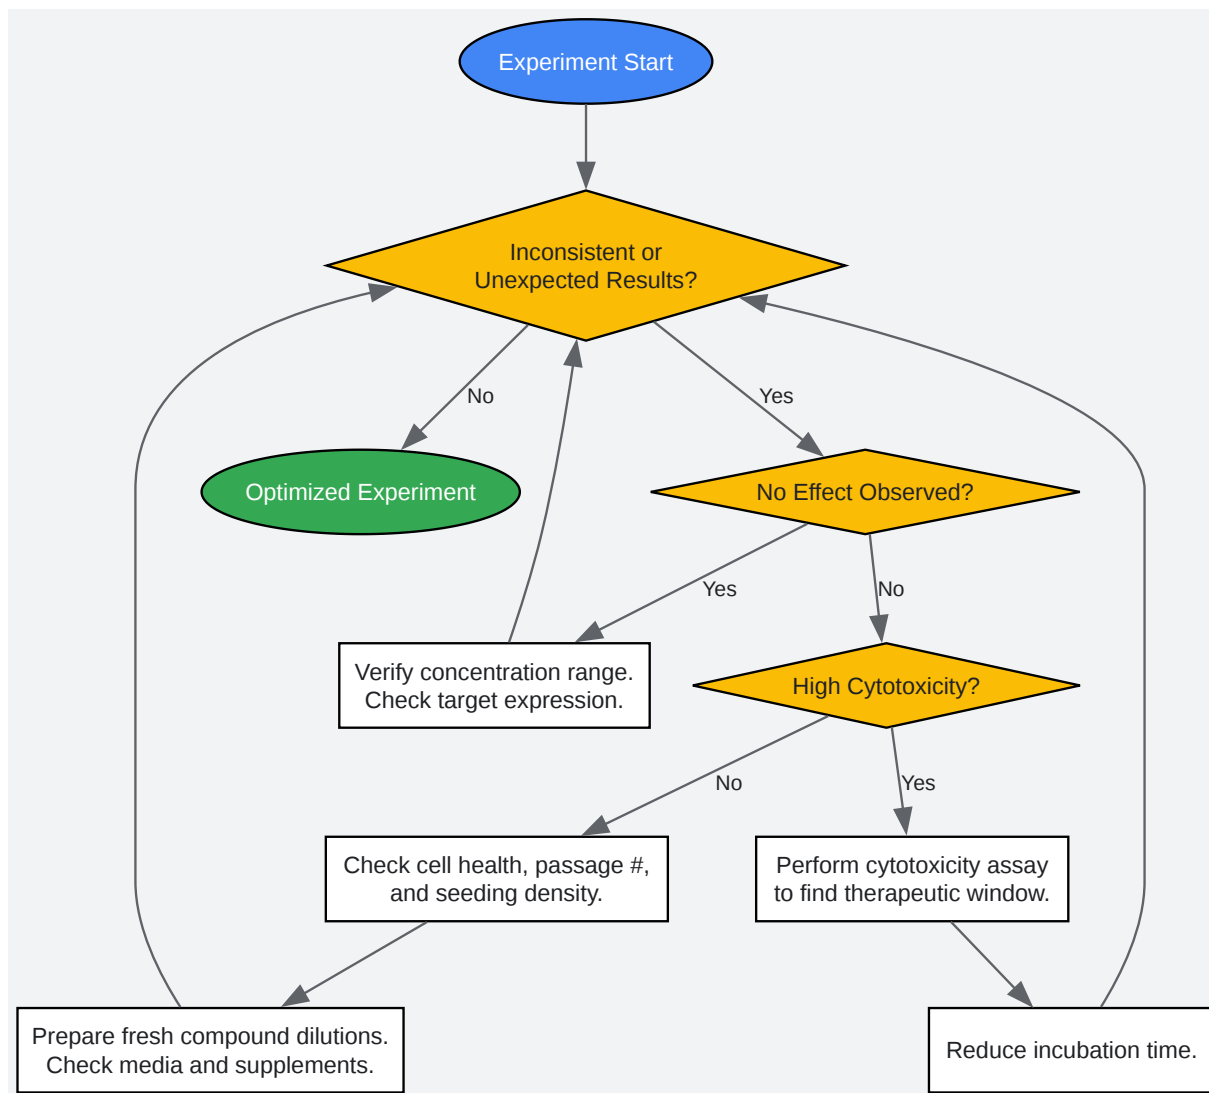 Experiment Start
Inconsistent or
Unexpected Results?
No
Yes
Optimized Experiment
No Effect Observed?
Yes
No
Verify concentration range.
Check target expression.
High Cytotoxicity?
No
Yes
Check cell health, passage #,
and seeding density.
Perform cytotoxicity assay
to find therapeutic window.
Prepare fresh compound dilutions.
Check media and supplements.
Reduce incubation time.